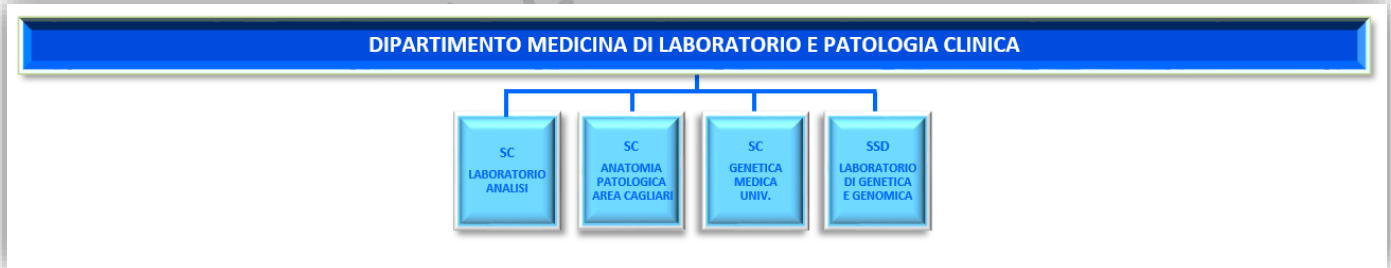 DIPARTIMENTO MEDICINA DI LABORATORIO E PATOLOGIA CLINICA
SC
LABORATORIO
ANALISI
SC
ANATOMIA
PATOLOGICA
AREA CAGLIARI
SC
GENETICA
MEDICA
UNIV.
SSD
LABORATORIO
DI GENETICA
E GENOMICA